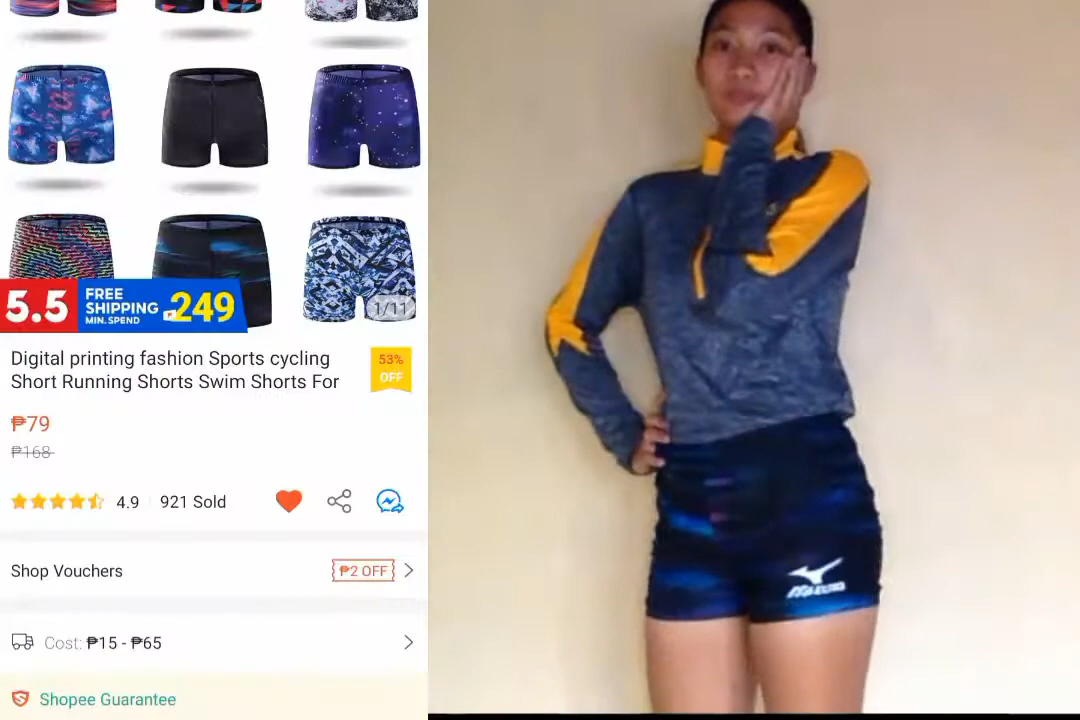 1/11
5.5
FREE
SHIPPING
MIN. SPEND
₱249
Digital printing fashion Sports cycling
Short Running Shorts Swim Shorts For
53%
OFF
₱79
₱168
4.9
921 Sold
Shop Vouchers
₱2 OFF
Cost: ₱15 - ₱65
Shopee Guarantee